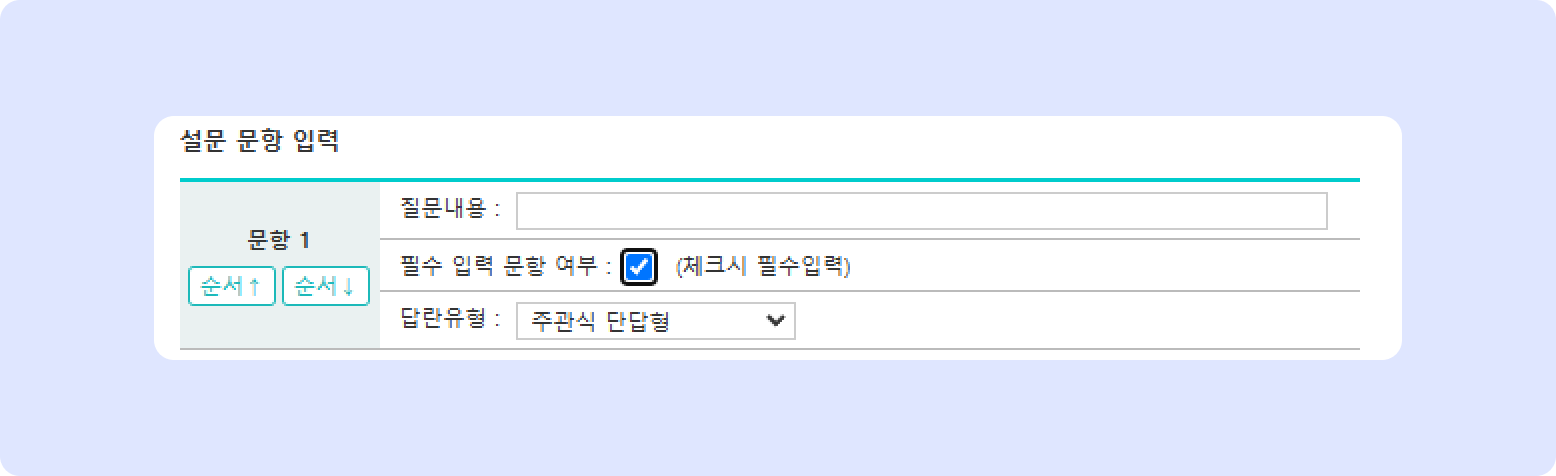 설문 문항 입력
문항 1
순서↑ 순서↓
질문내용 :
필수 입력 문항 여부 : (체크시 필수입력)
답란유형 : 주관식 단답형